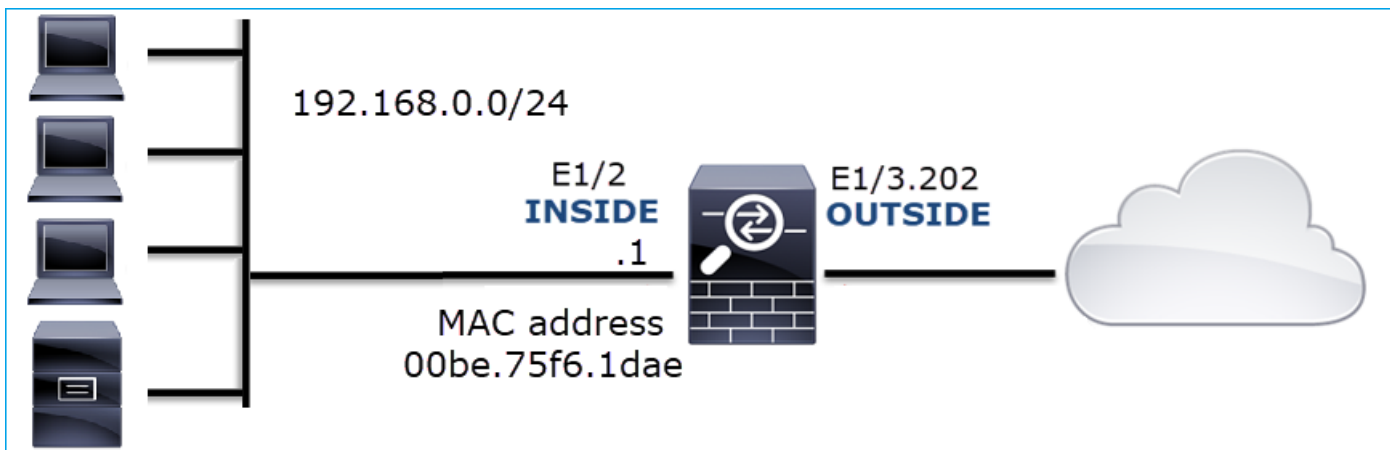 192.168.0.0/24
E1/2
INSIDE
.1
MAC address
00be.75f6.1dae
E1/3.202
OUTSIDE